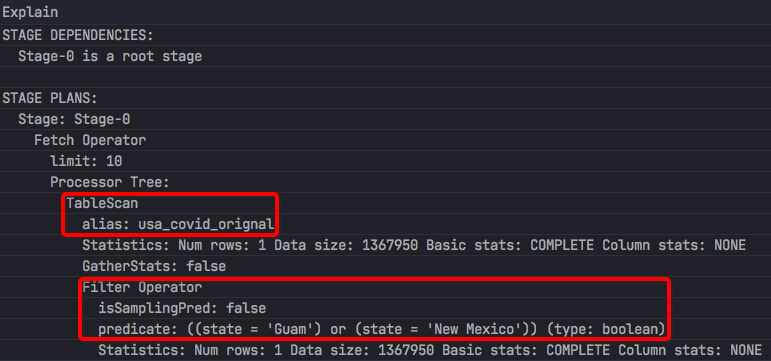 Explain
STAGE DEPENDENCIES:
Stage-0 is a root stage
STAGE PLANS:
Stage: Stage-0
Fetch Operator
limit: 10
Processor Tree:
TableScan
alias: usa_covid_orignal
Statistics: Num rows: 1 Data size: 1367950 Basic stats: COMPLETE Column stats: NONE
GatherStats: false
Filter Operator
isSamplingPred: false
predicate: ((state = 'Guam') or (state = 'New Mexico')) (type: boolean)
Statistics: Num rows: 1 Data size: 1367950 Basic stats: COMPLETE Column stats: NONE